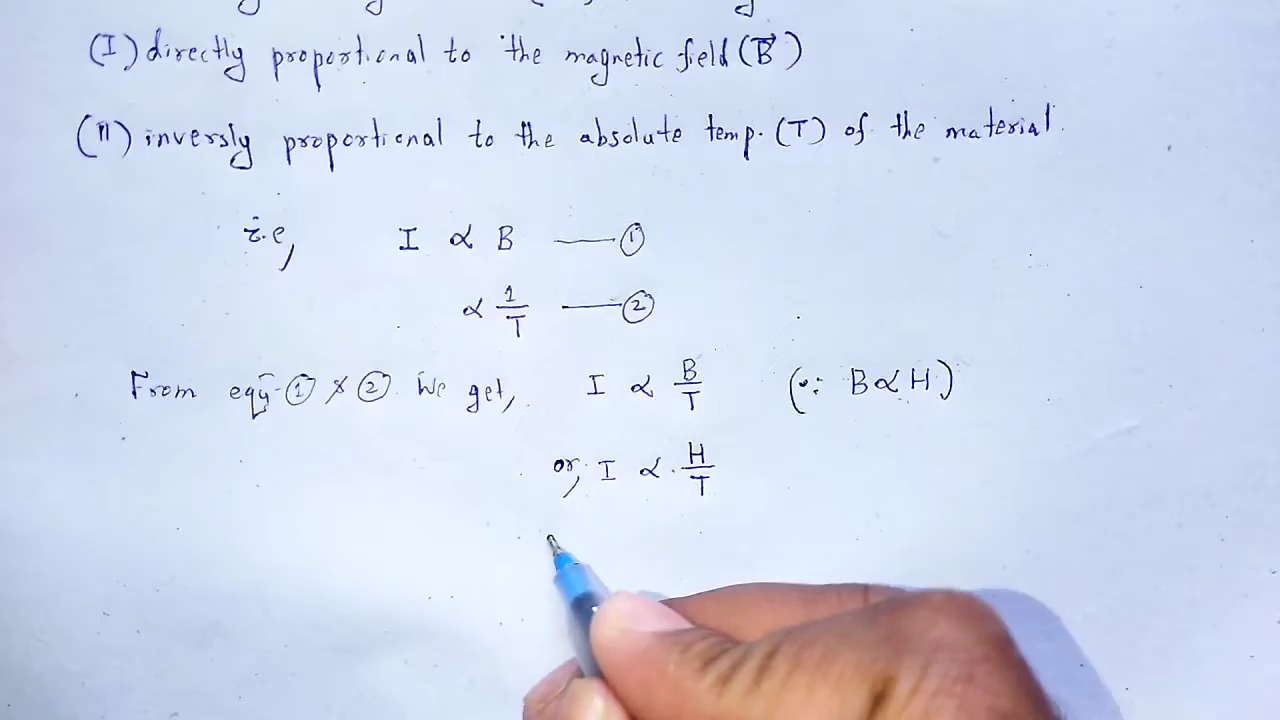 (I) directly proportional to the magnetic field (B⃗)
(II) inversly proportional to the absolute temp. (T) of the material.
i.e, I ∝ B —— ①
∝ 1/T —— ②
From eqn ① & ② We get, I ∝ B/T (∵ B∝H)
or, I ∝ H/T